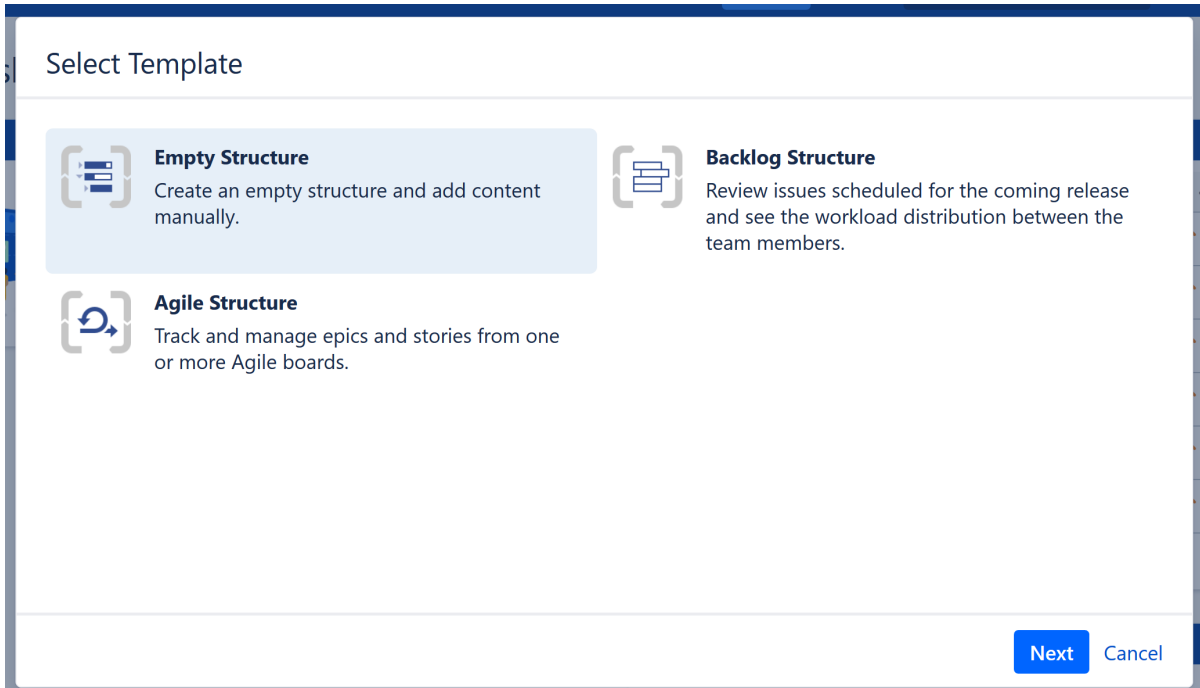 Select Template
Empty Structure
Create an empty structure and add content
manually.
Backlog Structure
Review issues scheduled for the coming release
and see the workload distribution between the
team members.
Agile Structure
Track and manage epics and stories from one
or more Agile boards.
Next
Cancel